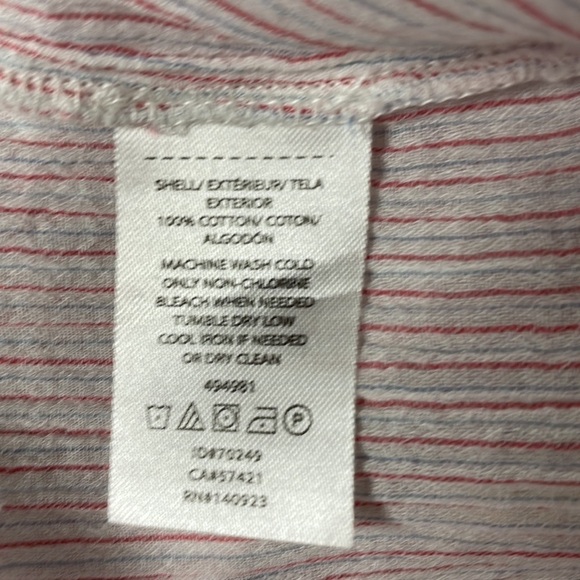 SHELL/ EXTÉRIEUR/ TELA
EXTERIOR
100% COTTON/ COTON/
ALGODÓN
MACHINE WASH COLD
ONLY NON-CHLORINE
BLEACH WHEN NEEDED
TUMBLE DRY LOW
COOL IRON IF NEEDED
OR DRY CLEAN
494981
P
ID#70249
CA#57421
RN#140923